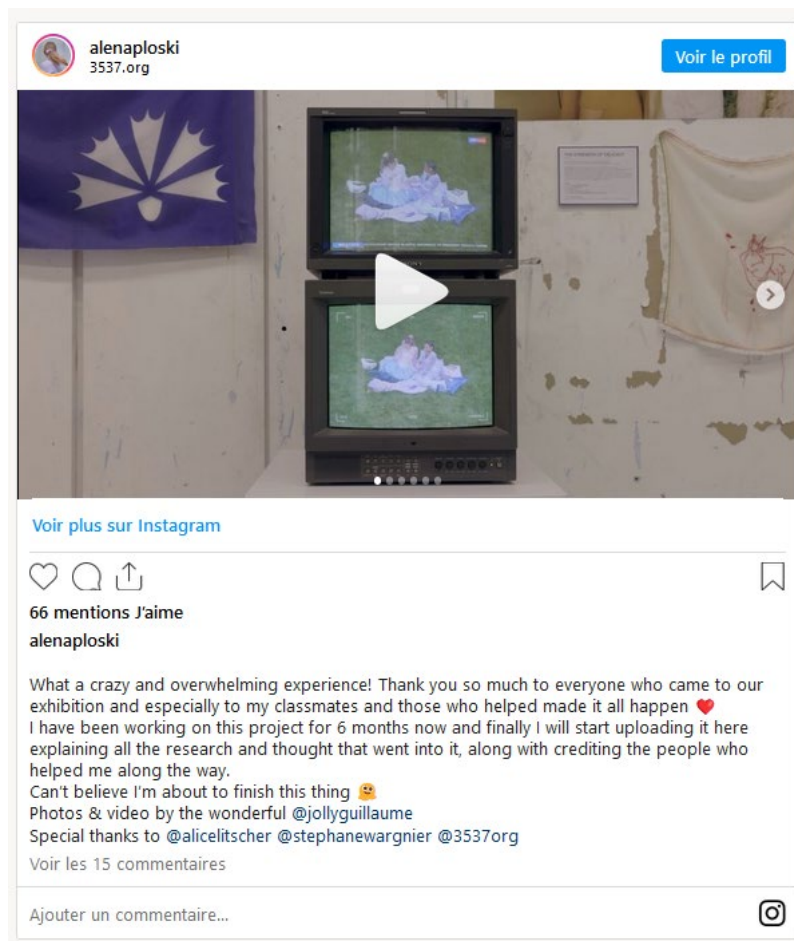 alenaploski
3537.org
Voir le profil
SONY
Voir plus sur Instagram
66 mentions J'aime
alenaploski
What a crazy and overwhelming experience! Thank you so much to everyone who came to our
exhibition and especially to my classmates and those who helped made it all happen ❤️
I have been working on this project for 6 months now and finally I will start uploading it here
explaining all the research and thought that went into it, along with crediting the people who
helped me along the way.
Can't believe I'm about to finish this thing 🫠
Photos & video by the wonderful @jollyguillaume
Special thanks to @alicelitscher @stephanewargnier @3537org
Voir les 15 commentaires
Ajouter un commentaire...